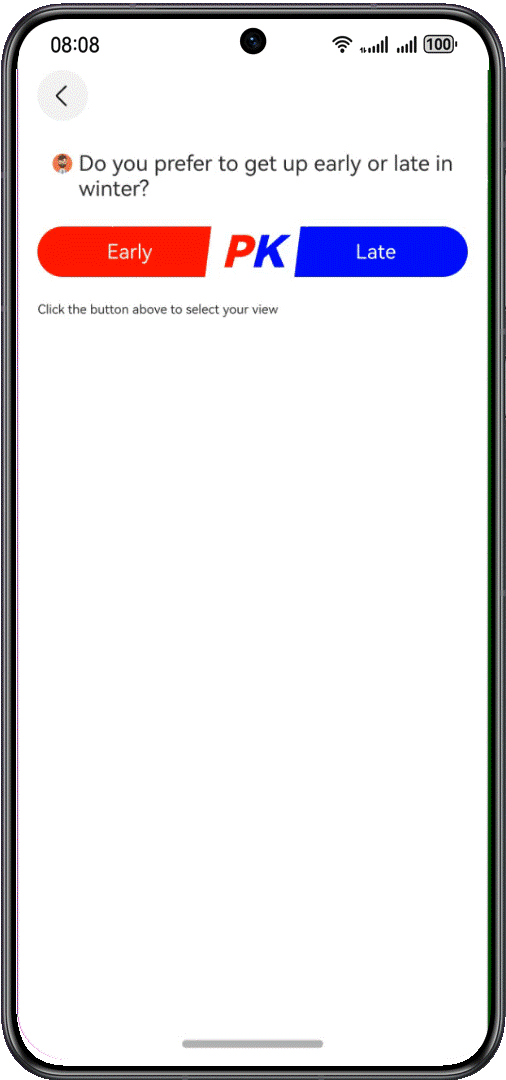 08:08
100
Do you prefer to get up early or late in
winter?
Early PK Late
Click the button above to select your view